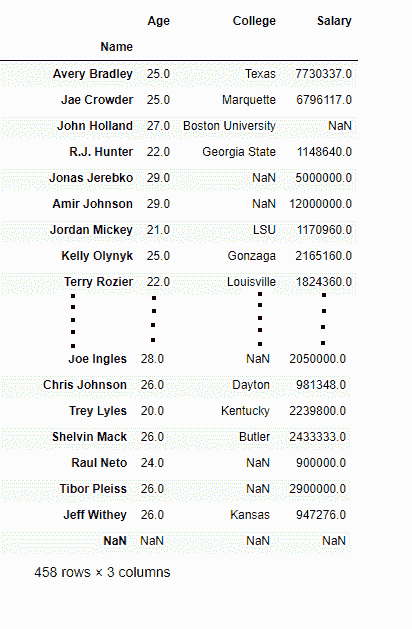 Age College Salary
Name
Avery Bradley 25.0 Texas 7730337.0
Jae Crowder 25.0 Marquette 6796117.0
John Holland 27.0 Boston University NaN
R.J. Hunter 22.0 Georgia State 1148640.0
Jonas Jerebko 29.0 NaN 5000000.0
Amir Johnson 29.0 NaN 12000000.0
Jordan Mickey 21.0 LSU 1170960.0
Kelly Olynyk 25.0 Gonzaga 2165160.0
Terry Rozier 22.0 Louisville 1824360.0
Joe Ingles 28.0 NaN 2050000.0
Chris Johnson 26.0 Dayton 981348.0
Trey Lyles 20.0 Kentucky 2239800.0
Shelvin Mack 26.0 Butler 2433333.0
Raul Neto 24.0 NaN 900000.0
Tibor Pleiss 26.0 NaN 2900000.0
Jeff Withey 26.0 Kansas 947276.0
NaN NaN NaN NaN
458 rows × 3 columns